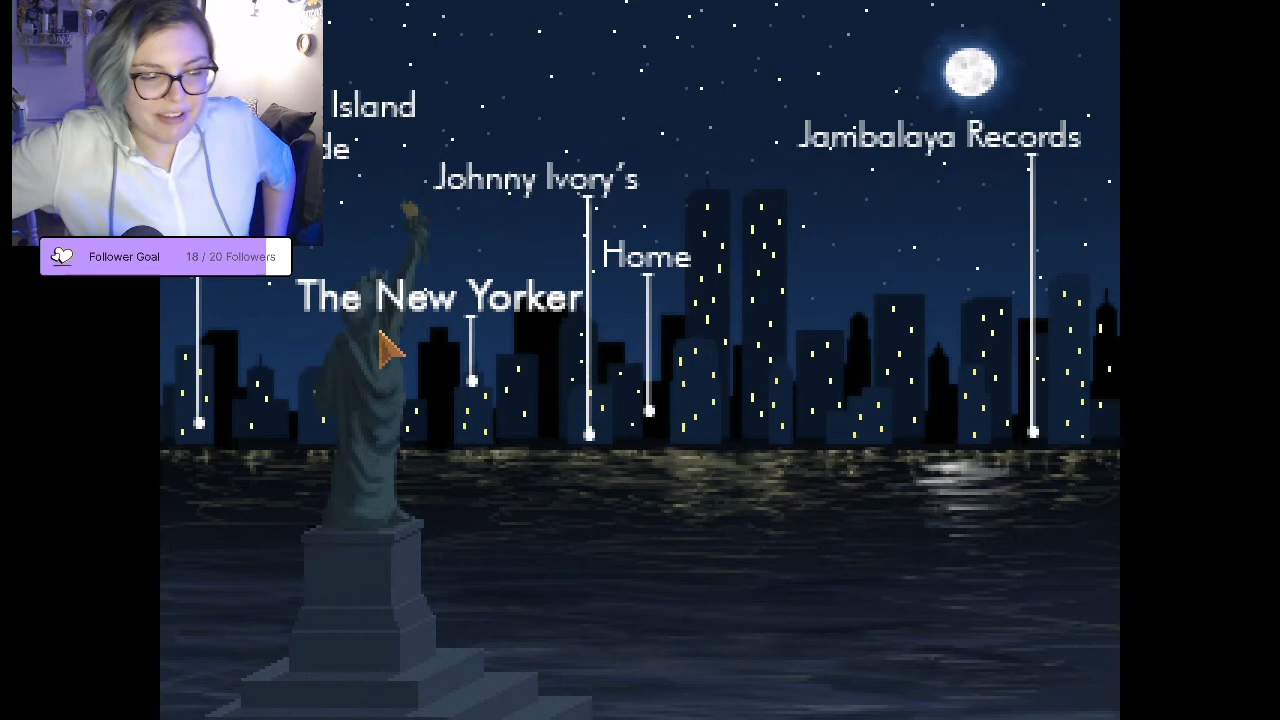 Island
de
Jambalaya Records
Johnny Ivory's
Home
Follower Goal 18 / 20 Followers
The New Yorker